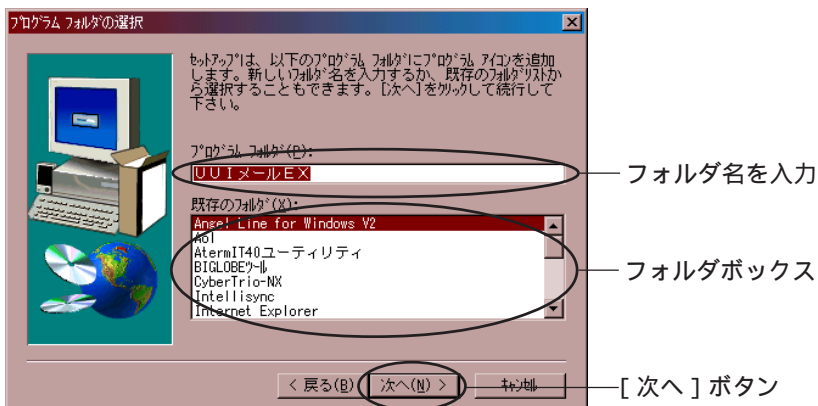 ﾌﾟﾛｸﾞﾗﾑ ﾌｫﾙﾀﾞの選択
ｾｯﾄｱｯﾌﾟは、以下のﾌﾟﾛｸﾞﾗﾑ ﾌｫﾙﾀﾞにﾌﾟﾛｸﾞﾗﾑ ｱｲｺﾝを追加
します。新しいﾌｫﾙﾀﾞ名を入力するか、既存のﾌｫﾙﾀﾞﾘｽﾄか
ら選択することもできます。[次へ]をｸﾘｯｸして続行して
下さい。
ﾌﾟﾛｸﾞﾗﾑ ﾌｫﾙﾀﾞ(P):
ＵＵＩメールＥＸ
フォルダ名を入力
既存のﾌｫﾙﾀﾞ(X):
Angel Line for Windows V2
Aol
AtermIT40ユーティリティ
BIGLOBEﾂｰﾙ
CyberTrio-NX
Intellisync
Internet Explorer
フォルダボックス
< 戻る(B)
次へ(N) >
ｷｬﾝｾﾙ
[ 次へ ] ボタン